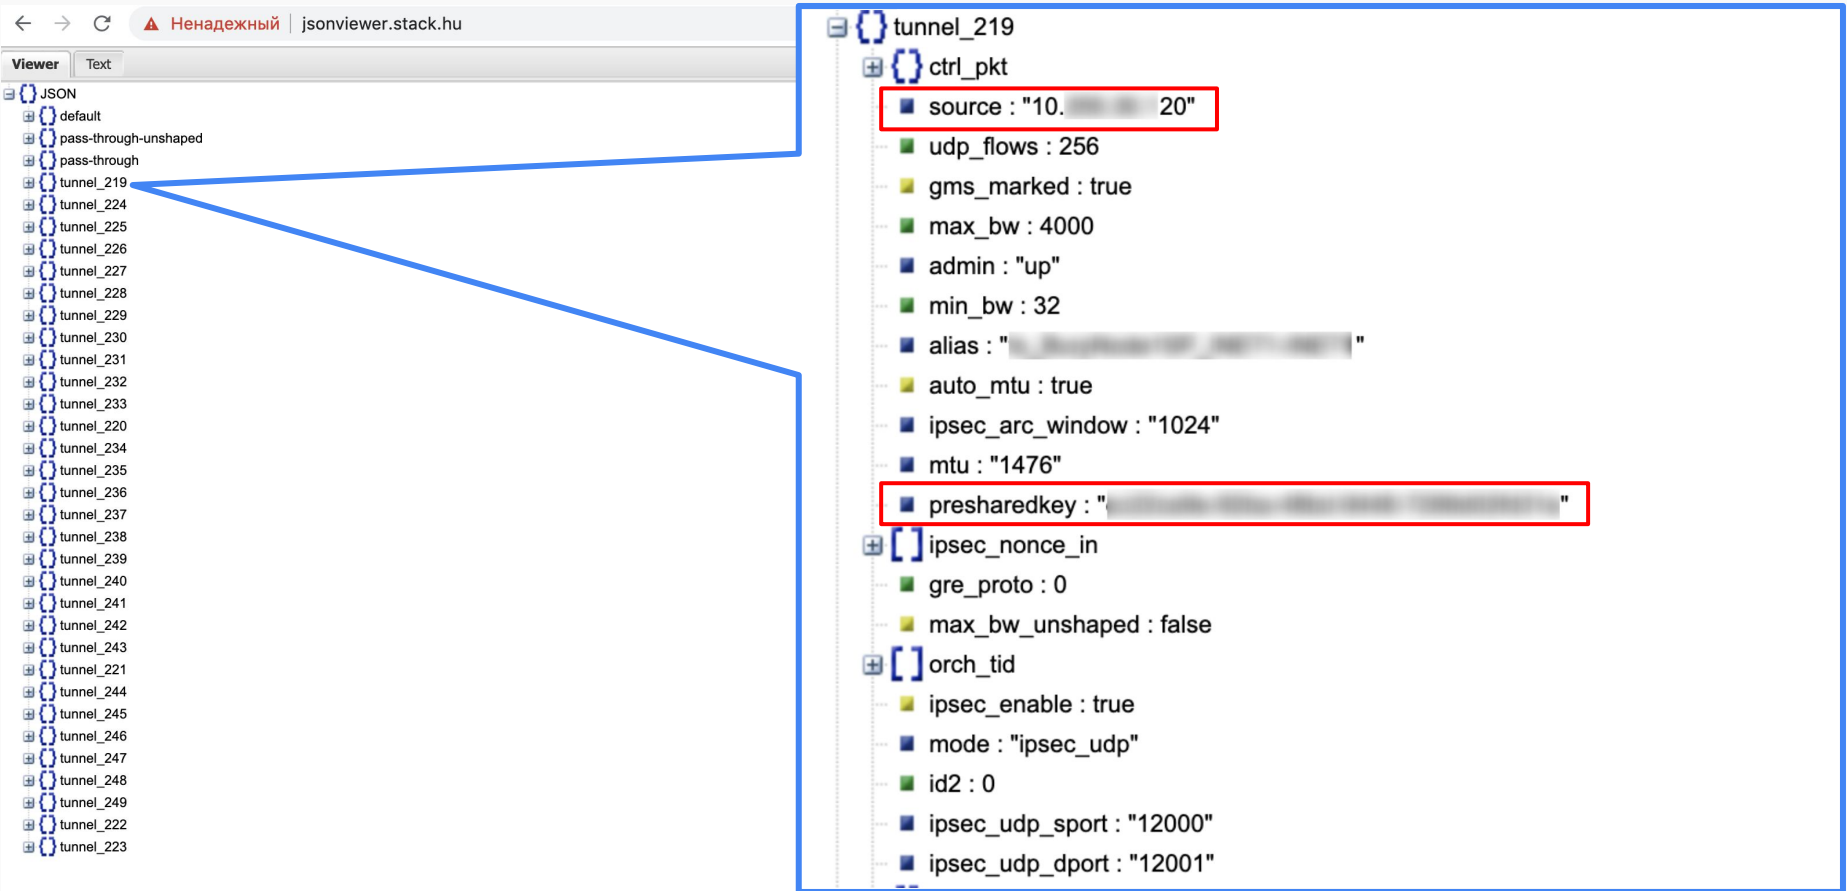 Ненадежный jsonviewer.stack.hu
Viewer Text
JSON
default
pass-through-unshaped
pass-through
tunnel_219
tunnel_224
tunnel_225
tunnel_226
tunnel_227
tunnel_228
tunnel_229
tunnel_230
tunnel_231
tunnel_232
tunnel_233
tunnel_220
tunnel_234
tunnel_235
tunnel_236
tunnel_237
tunnel_238
tunnel_239
tunnel_240
tunnel_241
tunnel_242
tunnel_243
tunnel_221
tunnel_244
tunnel_245
tunnel_246
tunnel_247
tunnel_248
tunnel_249
tunnel_222
tunnel_223
tunnel_219
ctrl_pkt
source : "10. 20"
udp_flows : 256
gms_marked : true
max_bw : 4000
admin : "up"
min_bw : 32
alias : " "
auto_mtu : true
ipsec_arc_window : "1024"
mtu : "1476"
presharedkey : " "
ipsec_nonce_in
gre_proto : 0
max_bw_unshaped : false
orch_tid
ipsec_enable : true
mode : "ipsec_udp"
id2 : 0
ipsec_udp_sport : "12000"
ipsec_udp_dport : "12001"